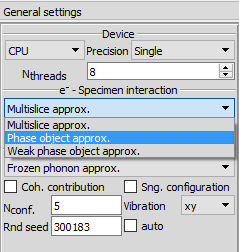 General settings
Device
CPU Precision Single
Nthreads 8
e⁻ - Specimen interaction
Multislice approx.
Multislice approx.
Phase object approx.
Weak phase object approx.
Frozen phonon approx.
Coh. contribution Sng. configuration
Nconf. 5 Vibration xy
Rnd seed 300183 auto